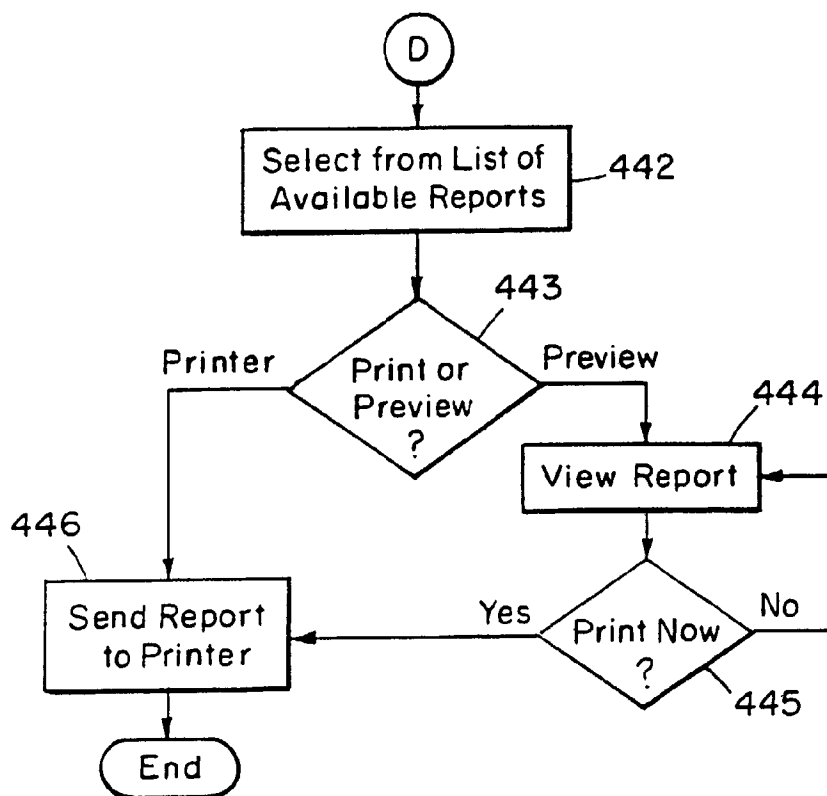 D
Select from List of
Available Reports
442
443
Printer
Print or
Preview
?
Preview
444
View Report
446
Send Report
to Printer
Yes
Print Now
?
No
445
End